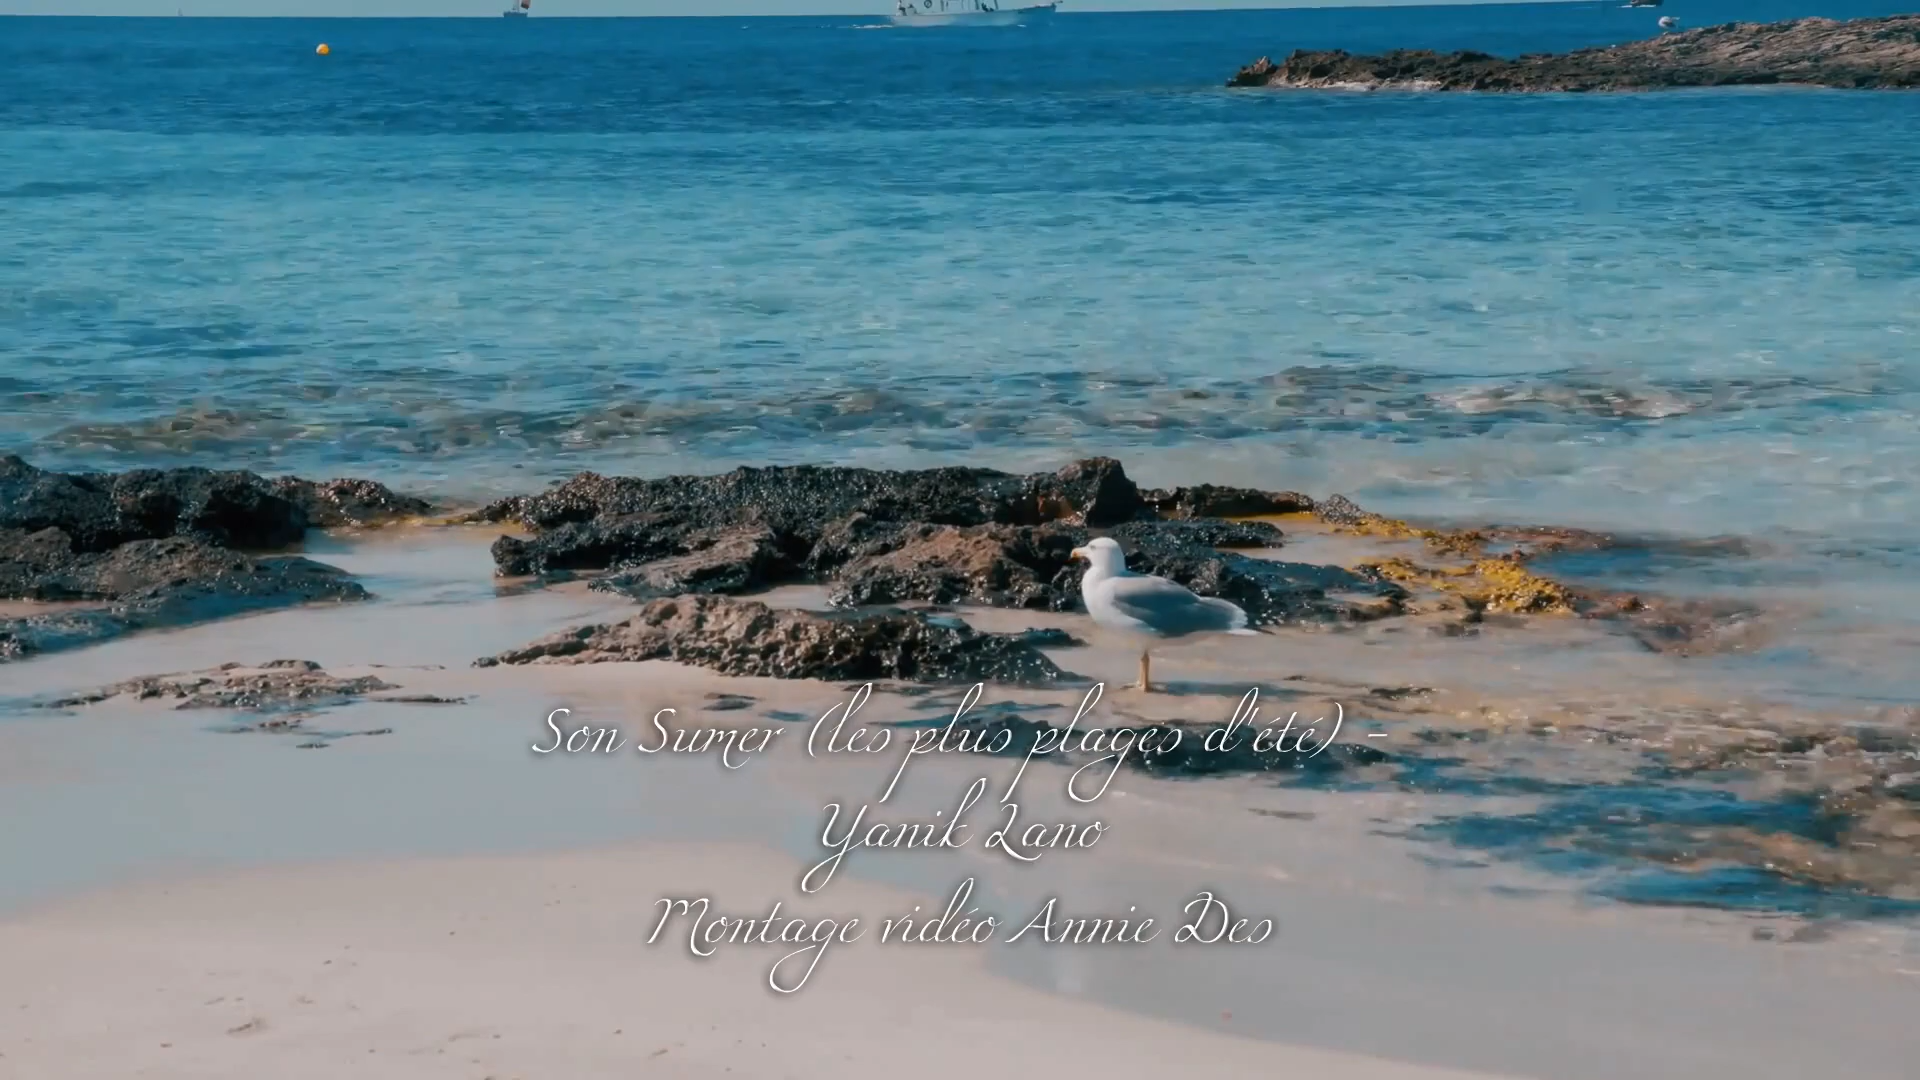 Son Sumer (les plus plages d'été) -
Yanik Lano
Montage vidéo Annie Des